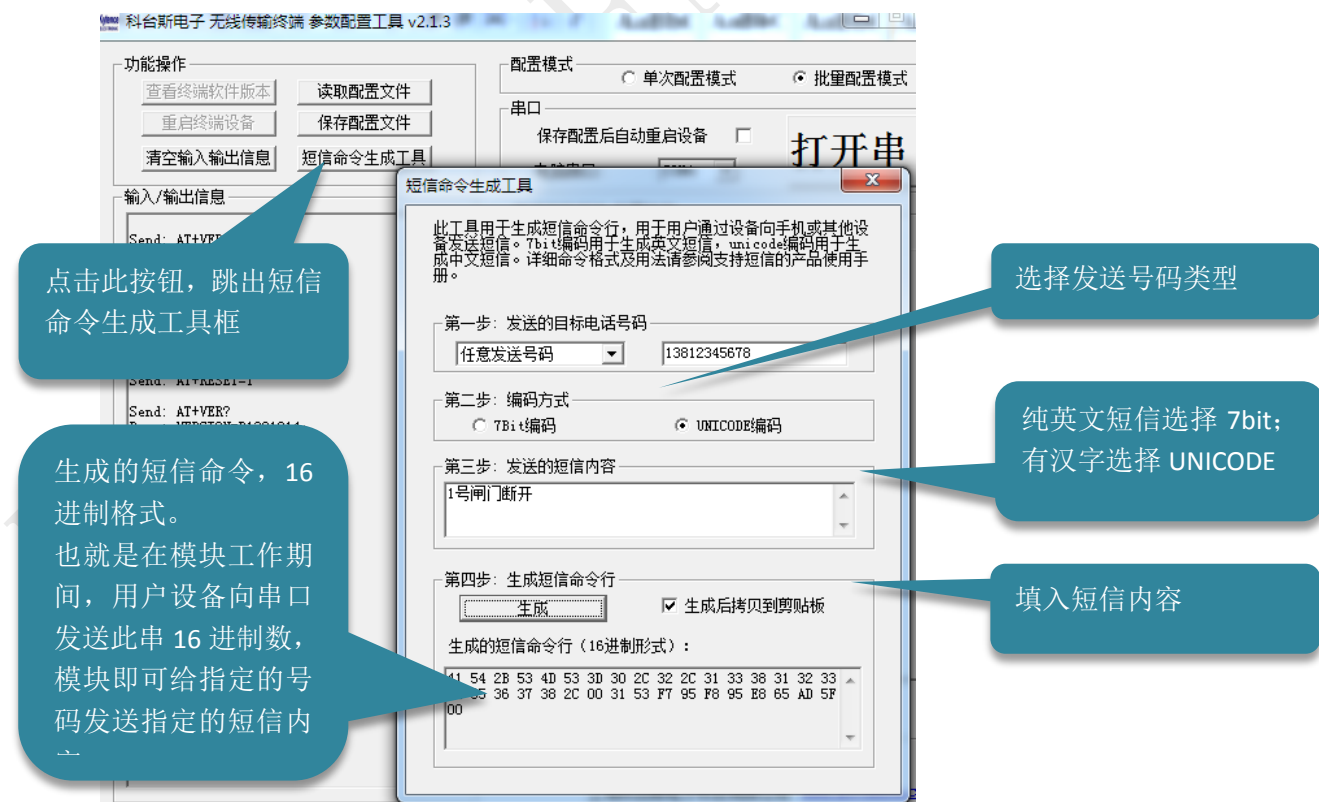 科台斯电子 无线传输终端 参数配置工具 v2.1.3
功能操作
查看终端软件版本
读取配置文件
重启终端设备
保存配置文件
清空输入输出信息
短信命令生成工具
配置模式
单次配置模式
批量配置模式
串口
保存配置后自动重启设备
打开串
输入/输出信息
Send: AT+VER
Send: AT+RESET=1
Send: AT+VER?
点击此按钮，跳出短信
命令生成工具框
生成的短信命令，16
进制格式。
也就是在模块工作期
间，用户设备向串口
发送此串 16 进制数，
模块即可给指定的号
码发送指定的短信内
短信命令生成工具
此工具用于生成短信命令行，用于用户通过设备向手机或其他设
备发送短信。7bit编码用于生成英文短信，unicode编码用于生
成中文短信。详细命令格式及用法请参阅支持短信的产品使用手
册。
第一步：发送的目标电话号码
任意发送号码
13812345678
第二步：编码方式
7Bit编码
UNICODE编码
第三步：发送的短信内容
1号闸门断开
第四步：生成短信命令行
生成
生成后拷贝到剪贴板
生成的短信命令行（16进制形式）：
41 54 2B 53 4D 53 3D 30 2C 32 2C 31 33 38 31 32 33
35 36 37 38 2C 00 31 53 F7 95 F8 95 E8 65 AD 5F
00
选择发送号码类型
纯英文短信选择 7bit；
有汉字选择 UNICODE
填入短信内容